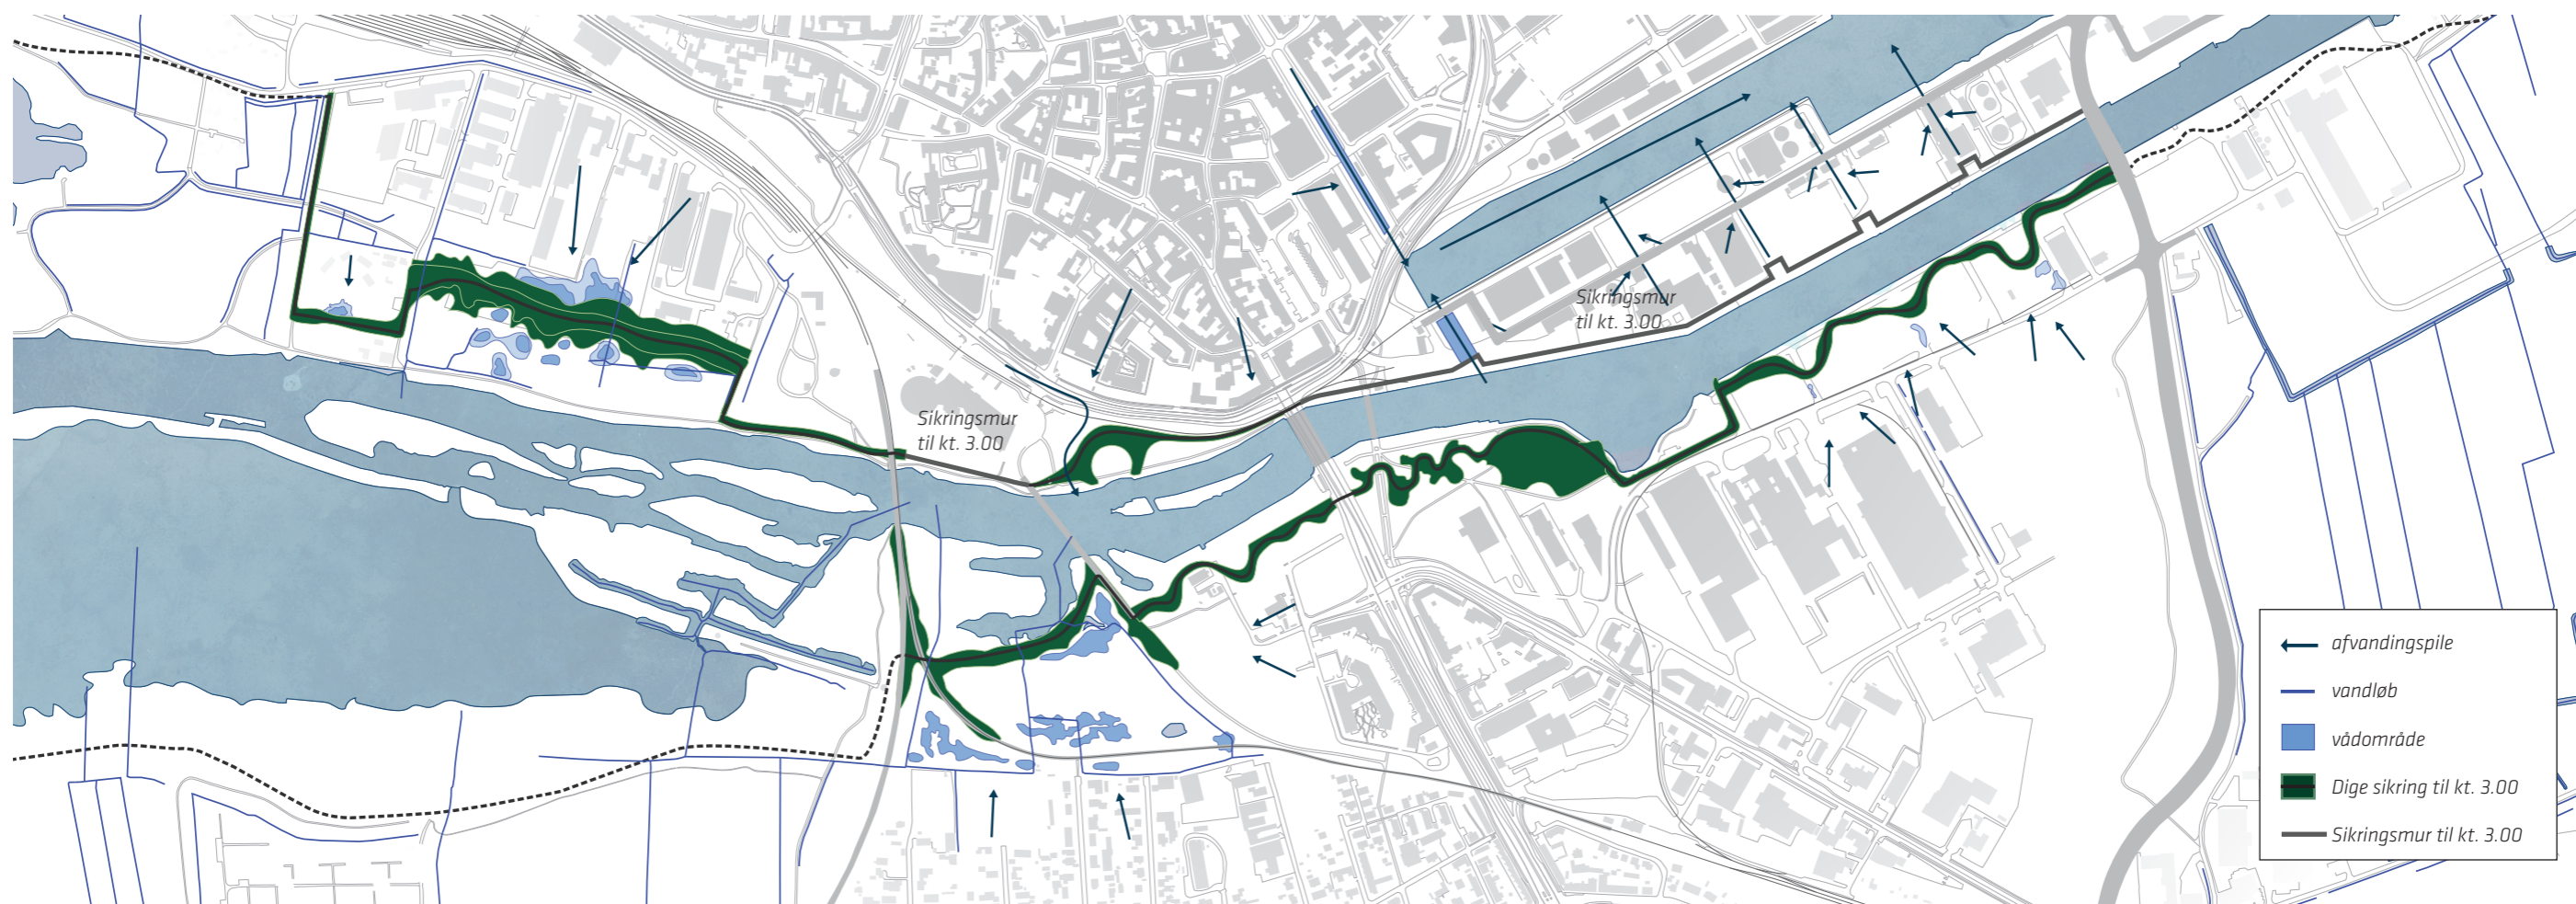 Sikringsmur
til kt. 3.00
Sikringsmur
til kt. 3.00
afvandingspile
vandløb
vådområde
Dige sikring til kt. 3.00
Sikringsmur til kt. 3.00